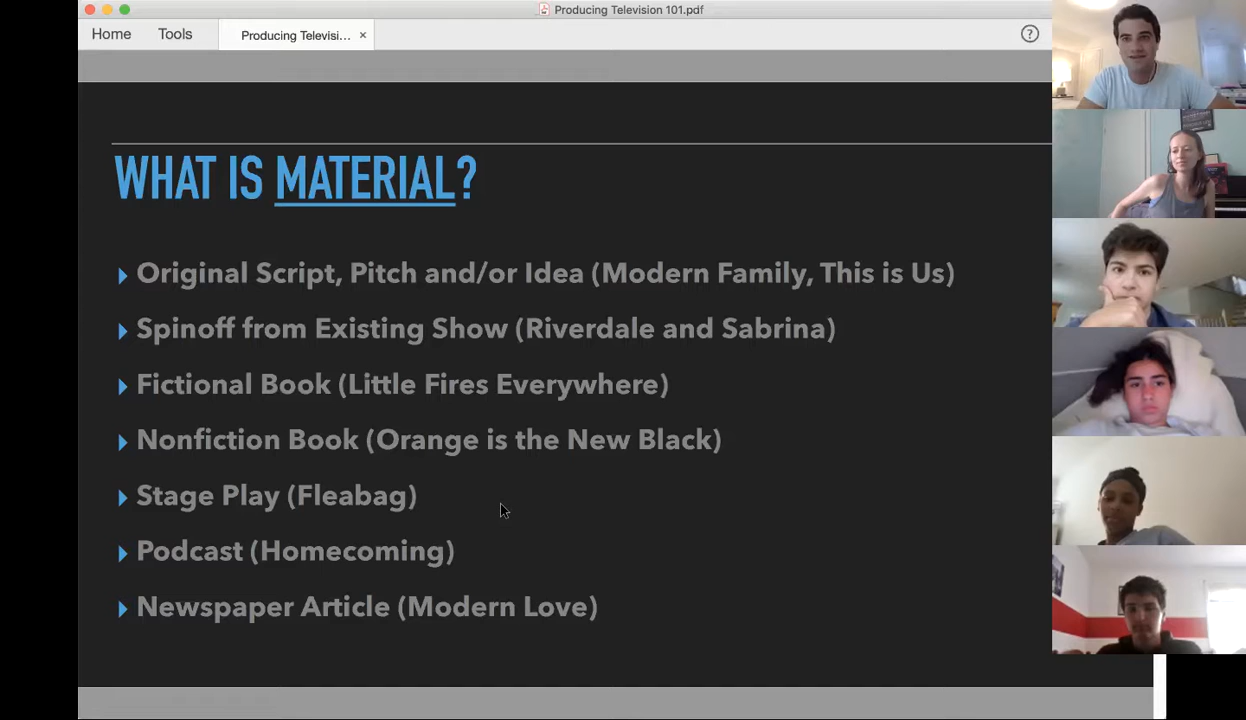 Producing Television 101.pdf
Home Tools Producing Televisi... ×
?
WHAT IS MATERIAL?
Original Script, Pitch and/or Idea (Modern Family, This is Us)
Spinoff from Existing Show (Riverdale and Sabrina)
Fictional Book (Little Fires Everywhere)
Nonfiction Book (Orange is the New Black)
Stage Play (Fleabag)
Podcast (Homecoming)
Newspaper Article (Modern Love)